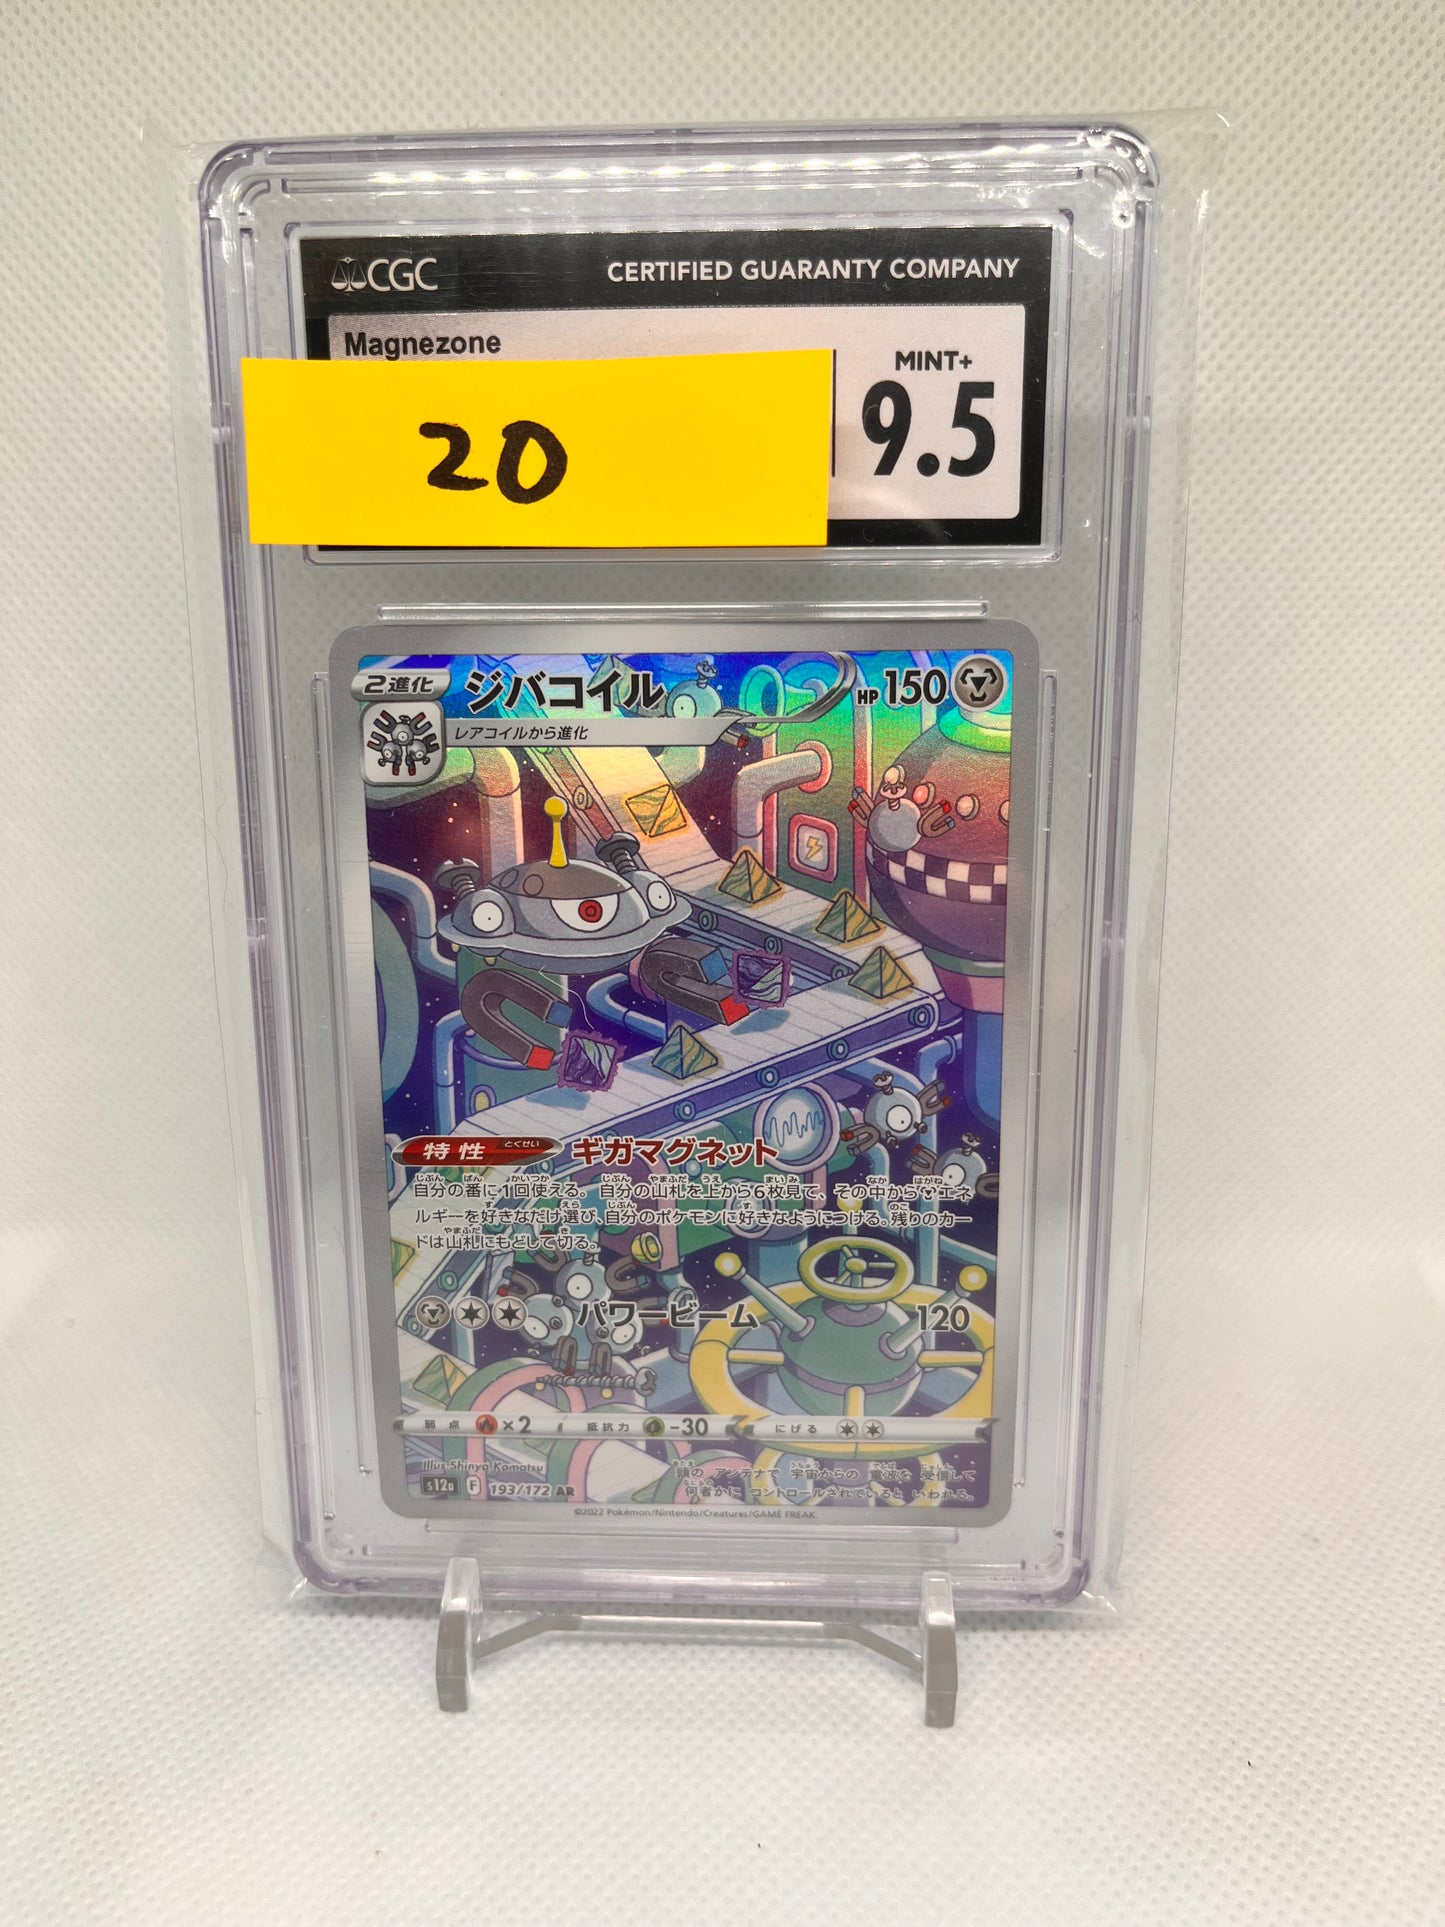 CGC CERTIFIED GUARANTY COMPANY
Magnezone
MINT+
9.5
20
2進化 ジバコイル HP 150
レアコイルから進化
特性 とくせい ギガマグネット
自分の番に1回使える。自分の山札を上から6枚見て、その中からエネ
ルギーを好きなだけ選び、自分のポケモンに好きなようにつける。残りのカー
ドは山札にもどして切る。
パワービーム 120
弱点 ×2 抵抗力 -30 にげる
Illus. Shinya Komatsu
頭の アンテナで 宇宙からの 電波を 受信して
何者かに コントロールされていると いわれる。
s12a F 193/172 AR
©2022 Pokémon/Nintendo/Creatures/GAME FREAK.